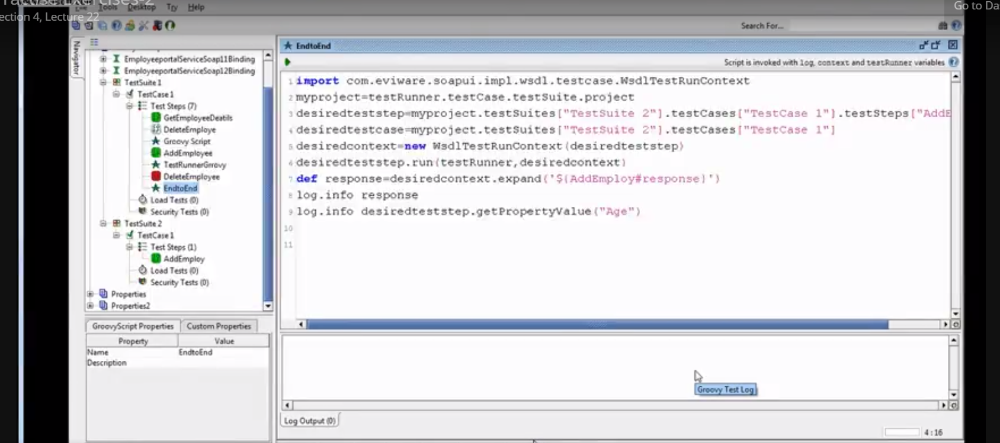 Exercises-2
Go to Da
ection 4, Lecture 22
Tools Desktop Try Help
Search For...
Navigator
EmployeeportalServiceSoap11Binding
EmployeeportalServiceSoap12Binding
TestSuite 1
TestCase 1
Test Steps (7)
GetEmployeeDeatils
DeleteEmploye
Groovy Script
AddEmployee
TestRunnerGrrovy
DeleteEmployee
EndtoEnd
Load Tests (0)
Security Tests (0)
TestSuite 2
TestCase 1
Test Steps (1)
AddEmploy
Load Tests (0)
Security Tests (0)
Properties
Properties2
GroovyScript Properties Custom Properties
Property Value
Name EndtoEnd
Description
EndtoEnd
Script is invoked with log, context and testRunner variables
1 import com.eviware.soapui.impl.wsdl.testcase.WsdlTestRunContext
2 myproject=testRunner.testCase.testSuite.project
3 desiredteststep=myproject.testSuites["TestSuite 2"].testCases["TestCase 1"].testSteps["AddE
4 desiredtestcase=myproject.testSuites["TestSuite 2"].testCases["TestCase 1"]
5 desiredcontext=new WsdlTestRunContext(desiredteststep)
6 desiredteststep.run(testRunner,desiredcontext)
7 def response=desiredcontext.expand('${AddEmploy#response}')
8 log.info response
9 log.info desiredteststep.getPropertyValue("Age")
10
11
Groovy Test Log
Log Output (0)
4 : 16